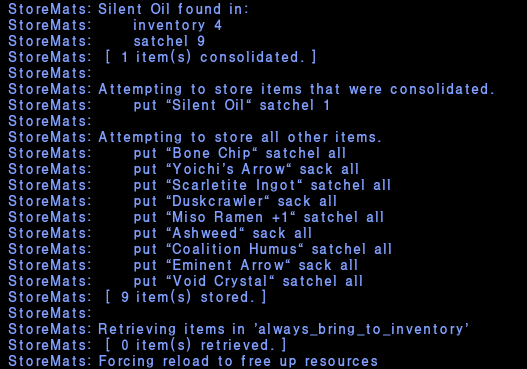 StoreMats: Silent Oil found in:
StoreMats: inventory 4
StoreMats: satchel 9
StoreMats: [ 1 item(s) consolidated. ]
StoreMats:
StoreMats: Attempting to store items that were consolidated.
StoreMats: put “Silent Oil“ satchel 1
StoreMats:
StoreMats: Attempting to store all other items.
StoreMats: put “Bone Chip“ satchel all
StoreMats: put “Yoichi's Arrow“ sack all
StoreMats: put “Scarletite Ingot“ satchel all
StoreMats: put “Duskcrawler“ sack all
StoreMats: put “Miso Ramen +1“ satchel all
StoreMats: put “Ashweed“ sack all
StoreMats: put “Coalition Humus“ satchel all
StoreMats: put “Eminent Arrow“ sack all
StoreMats: put “Void Crystal“ satchel all
StoreMats: [ 9 item(s) stored. ]
StoreMats:
StoreMats: Retrieving items in 'always_bring_to_inventory'
StoreMats: [ 0 item(s) retrieved. ]
StoreMats: Forcing reload to free up resources